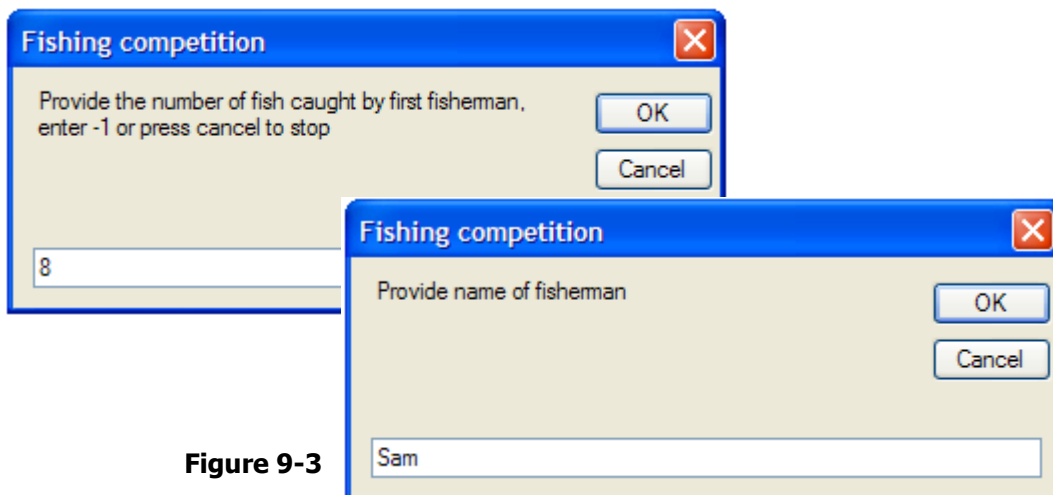 Fishing competition
Provide the number of fish caught by first fisherman,
enter -1 or press cancel to stop
OK
Cancel
8
Fishing competition
Provide name of fisherman
OK
Cancel
Sam
Figure 9-3